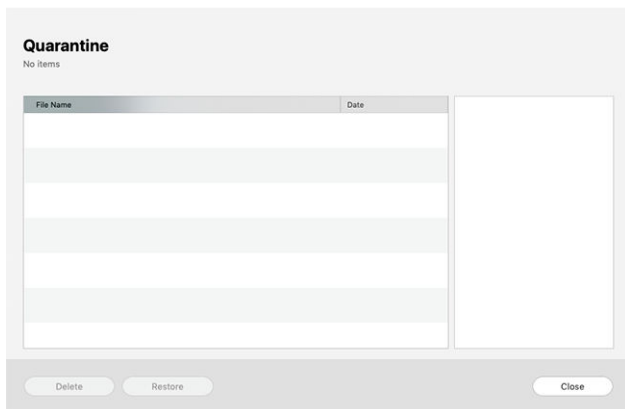 Quarantine
No items
File Name Date
Delete Restore Close